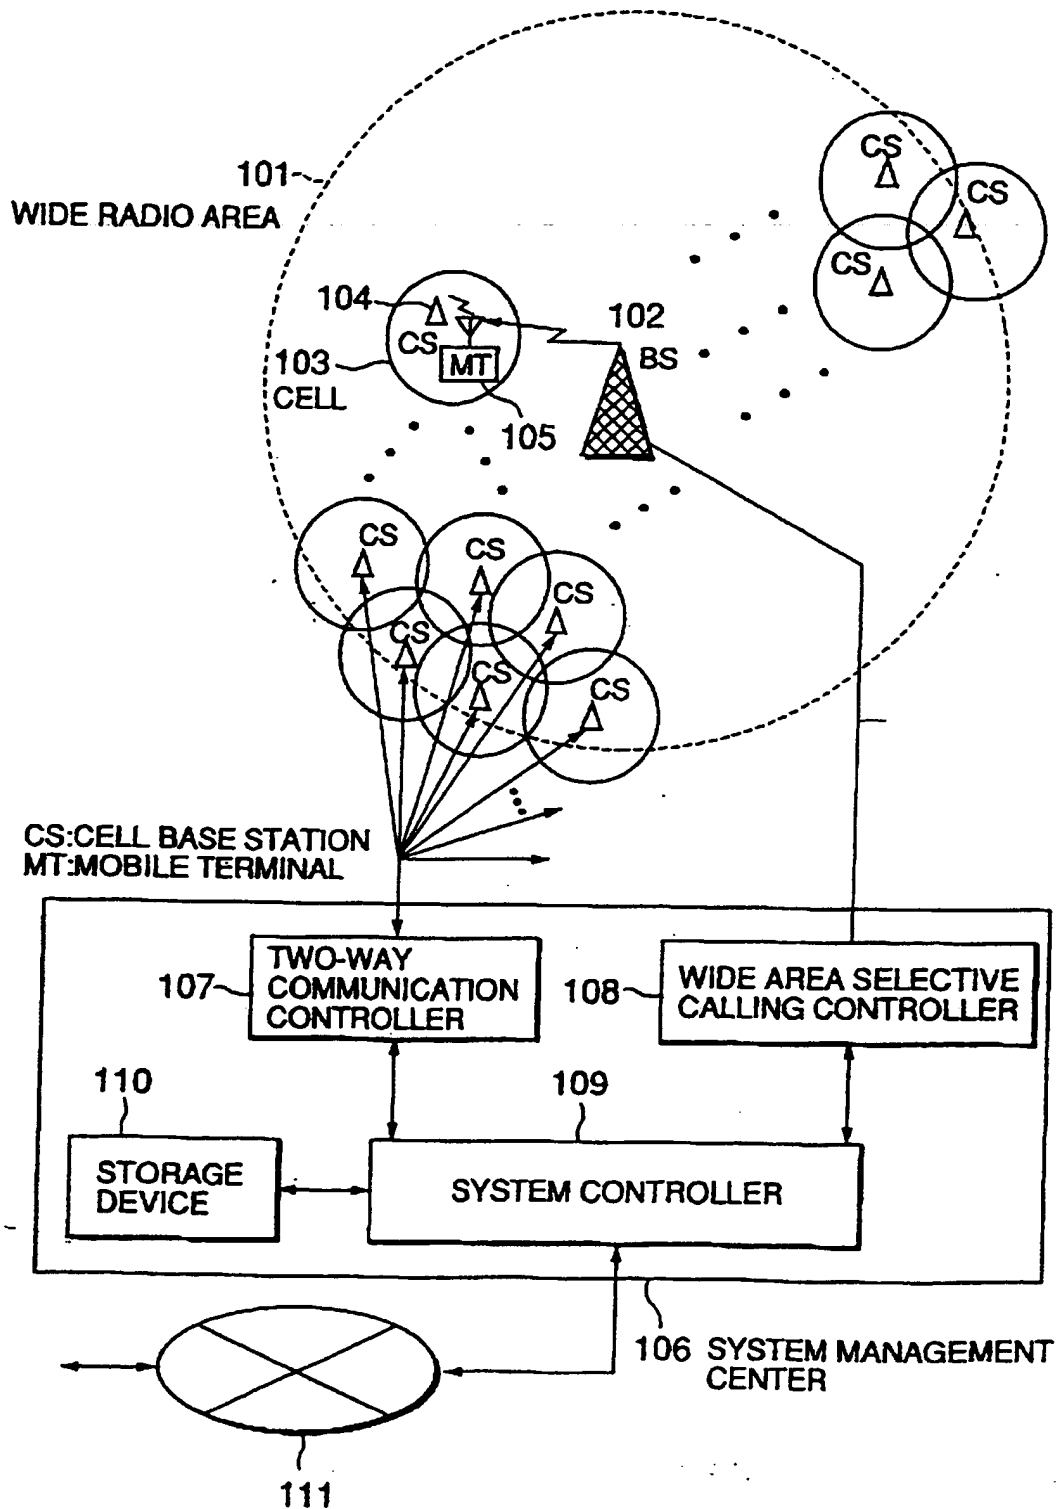 CS
101
CS
WIDE RADIO AREA
CS
104
102
CS
BS
103
MT
CELL
105
CS
CS
CS
CS
CS
CS
CS:CELL BASE STATION
MT:MOBILE TERMINAL
TWO-WAY
COMMUNICATION
CONTROLLER
107
WIDE AREA SELECTIVE
CALLING CONTROLLER
108
110
109
STORAGE
DEVICE
SYSTEM CONTROLLER
106 SYSTEM MANAGEMENT
CENTER
111